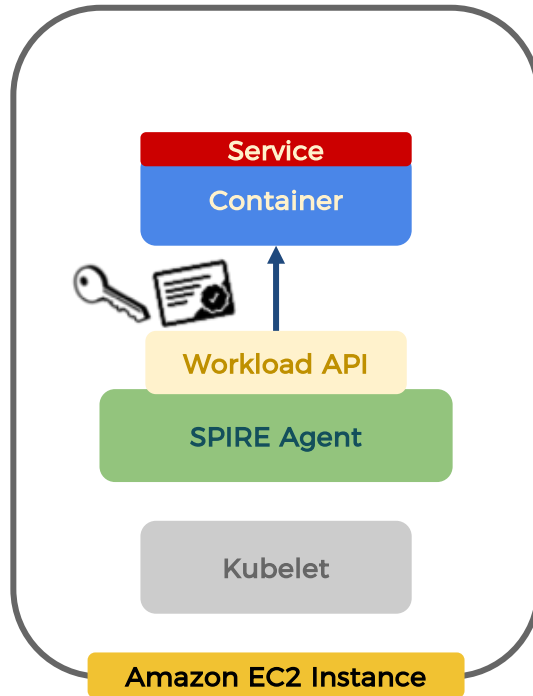 Service
Container
Workload API
SPIRE Agent
Kubelet
Amazon EC2 Instance